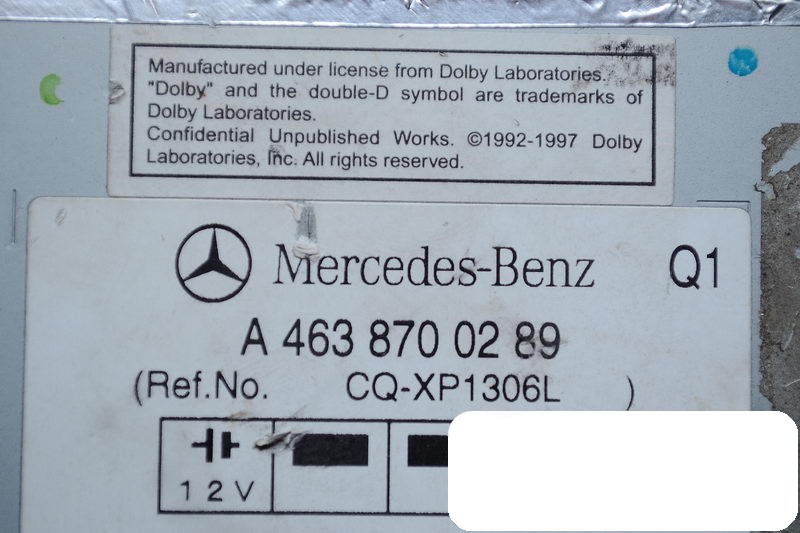 Manufactured under license from Dolby Laboratories.
"Dolby" and the double-D symbol are trademarks of
Dolby Laboratories.
Confidential Unpublished Works. ©1992-1997 Dolby
Laboratories, Inc. All rights reserved.
Mercedes-Benz Q1
A 463 870 02 89
(Ref.No. CQ-XP1306L )
12V